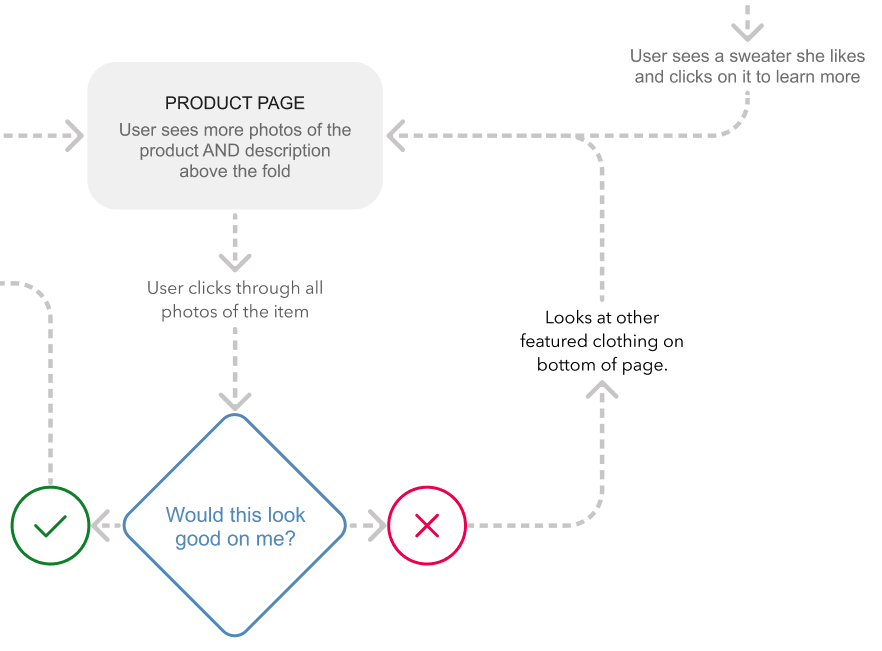 User sees a sweater she likes
and clicks on it to learn more
PRODUCT PAGE
User sees more photos of the
product AND description
above the fold
User clicks through all
photos of the item
Looks at other
featured clothing on
bottom of page.
Would this look
good on me?